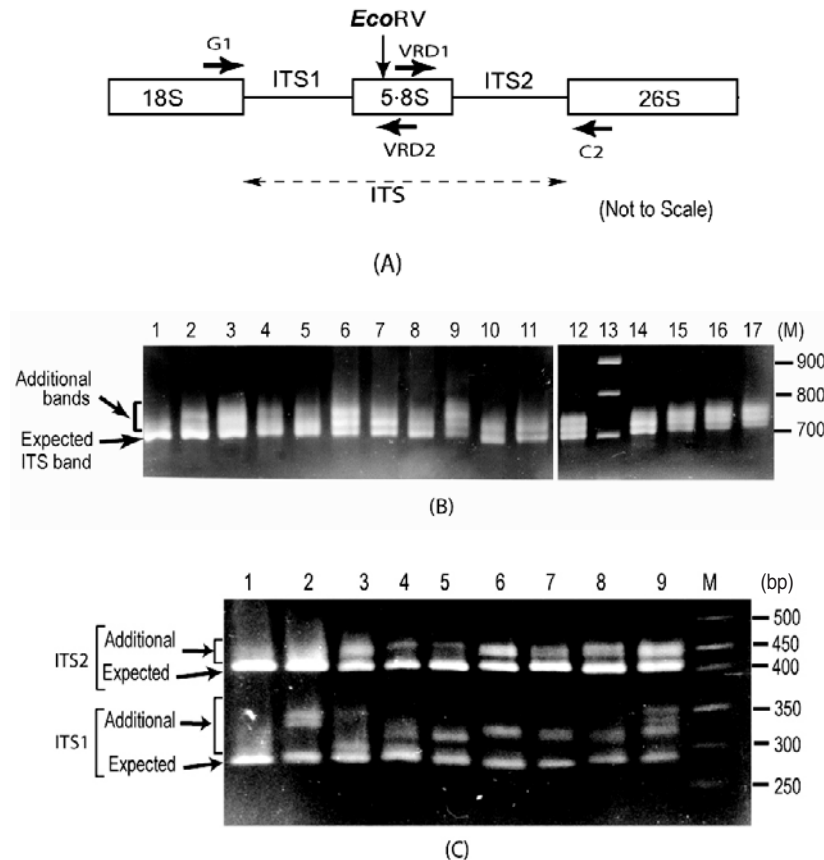 EcoRV
G1
VRD1
ITS1
ITS2
18S
5·8S
26S
VRD2
C2
ITS
(Not to Scale)
(A)
1 2 3 4 5 6 7 8 9 10 11 12 13 14 15 16 17 (M)
Additional
bands
Expected
ITS band
900
800
700
(B)
1 2 3 4 5 6 7 8 9 M (bp)
ITS2
Additional
Expected
ITS1
Additional
Expected
500
450
400
350
300
250
(C)